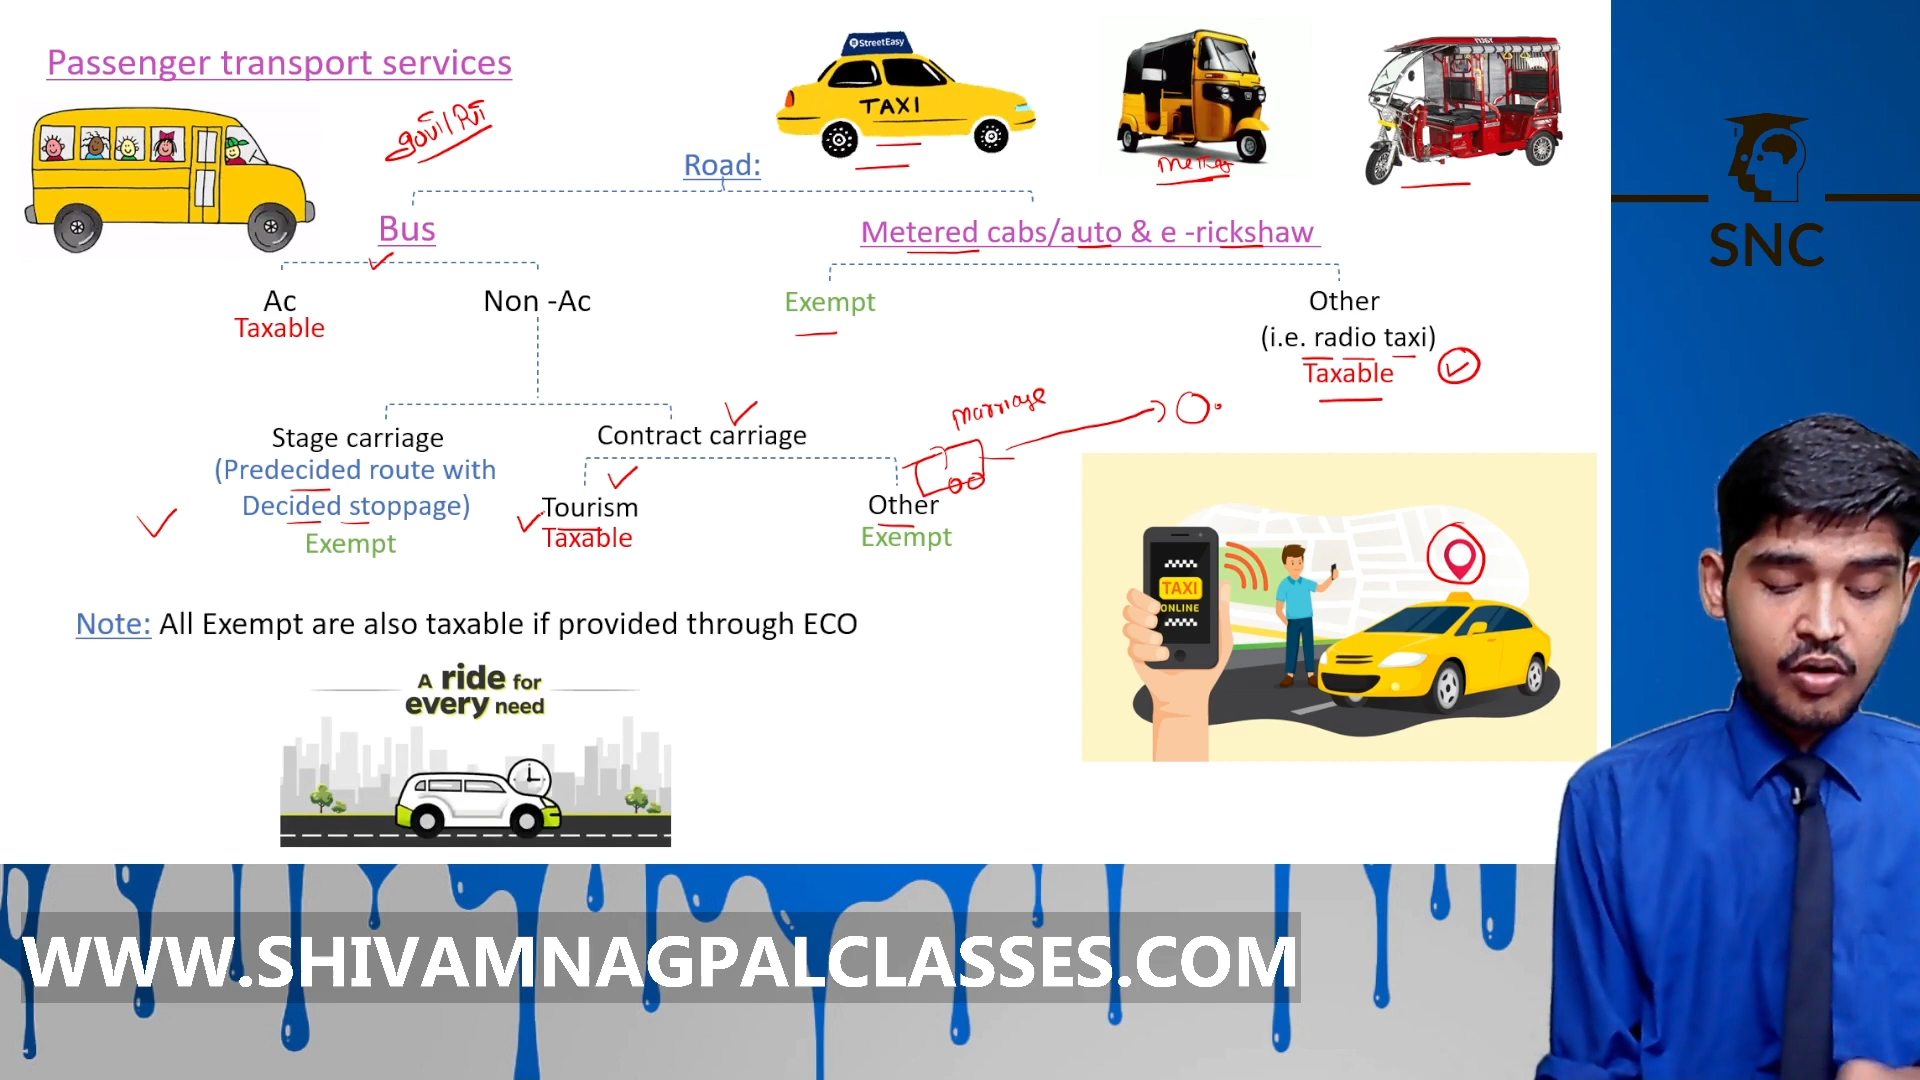 Passenger transport services
govt/pvt
StreetEasy
TAXI
Road:
Bus
Metered cabs/auto & e -rickshaw
Ac
Taxable
Non -Ac
Exempt
Other
(i.e. radio taxi)
Taxable
marriage
Stage carriage
(Predecided route with
Decided stoppage)
Exempt
Contract carriage
Tourism
Taxable
Other
Exempt
Note: All Exempt are also taxable if provided through ECO
A ride for
every need
TAXI
ONLINE
SNC
WWW.SHIVAMNAGPALCLASSES.COM